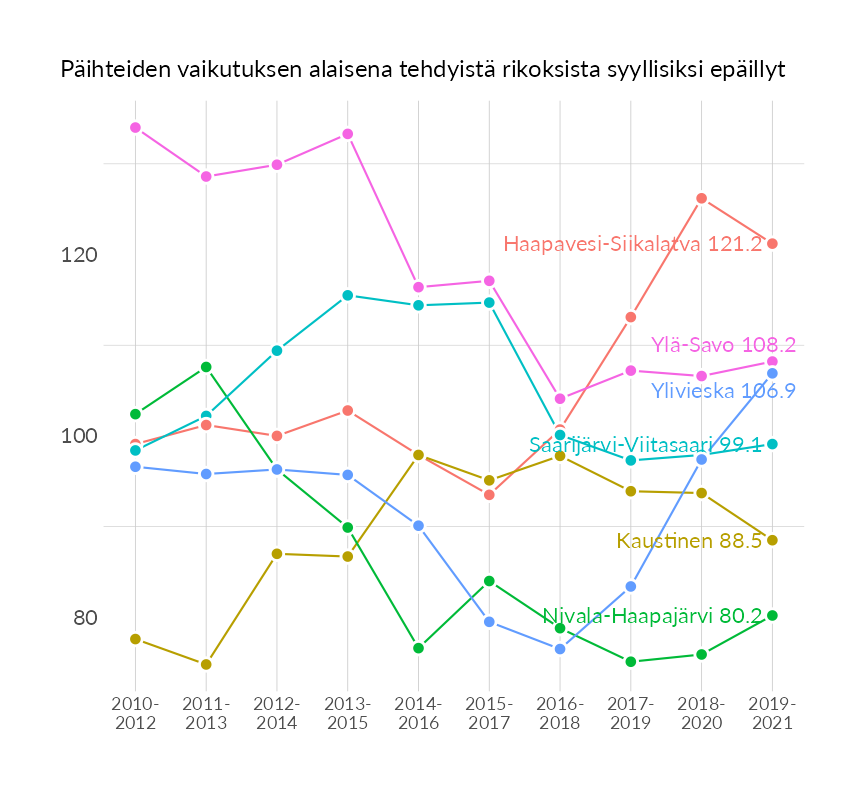 Päihteiden vaikutuksen alaisena tehdyistä rikoksista syyllisiksi epäillyt
120
100
80
Haapavesi-Siikalatva 121.2
Ylä-Savo 108.2
Ylivieska 106.9
Saarijärvi-Viitasaari 99.1
Kaustinen 88.5
Nivala-Haapajärvi 80.2
2010- 2011- 2012- 2013- 2014- 2015- 2016- 2017- 2018- 2019-
2012 2013 2014 2015 2016 2017 2018 2019 2020 2021